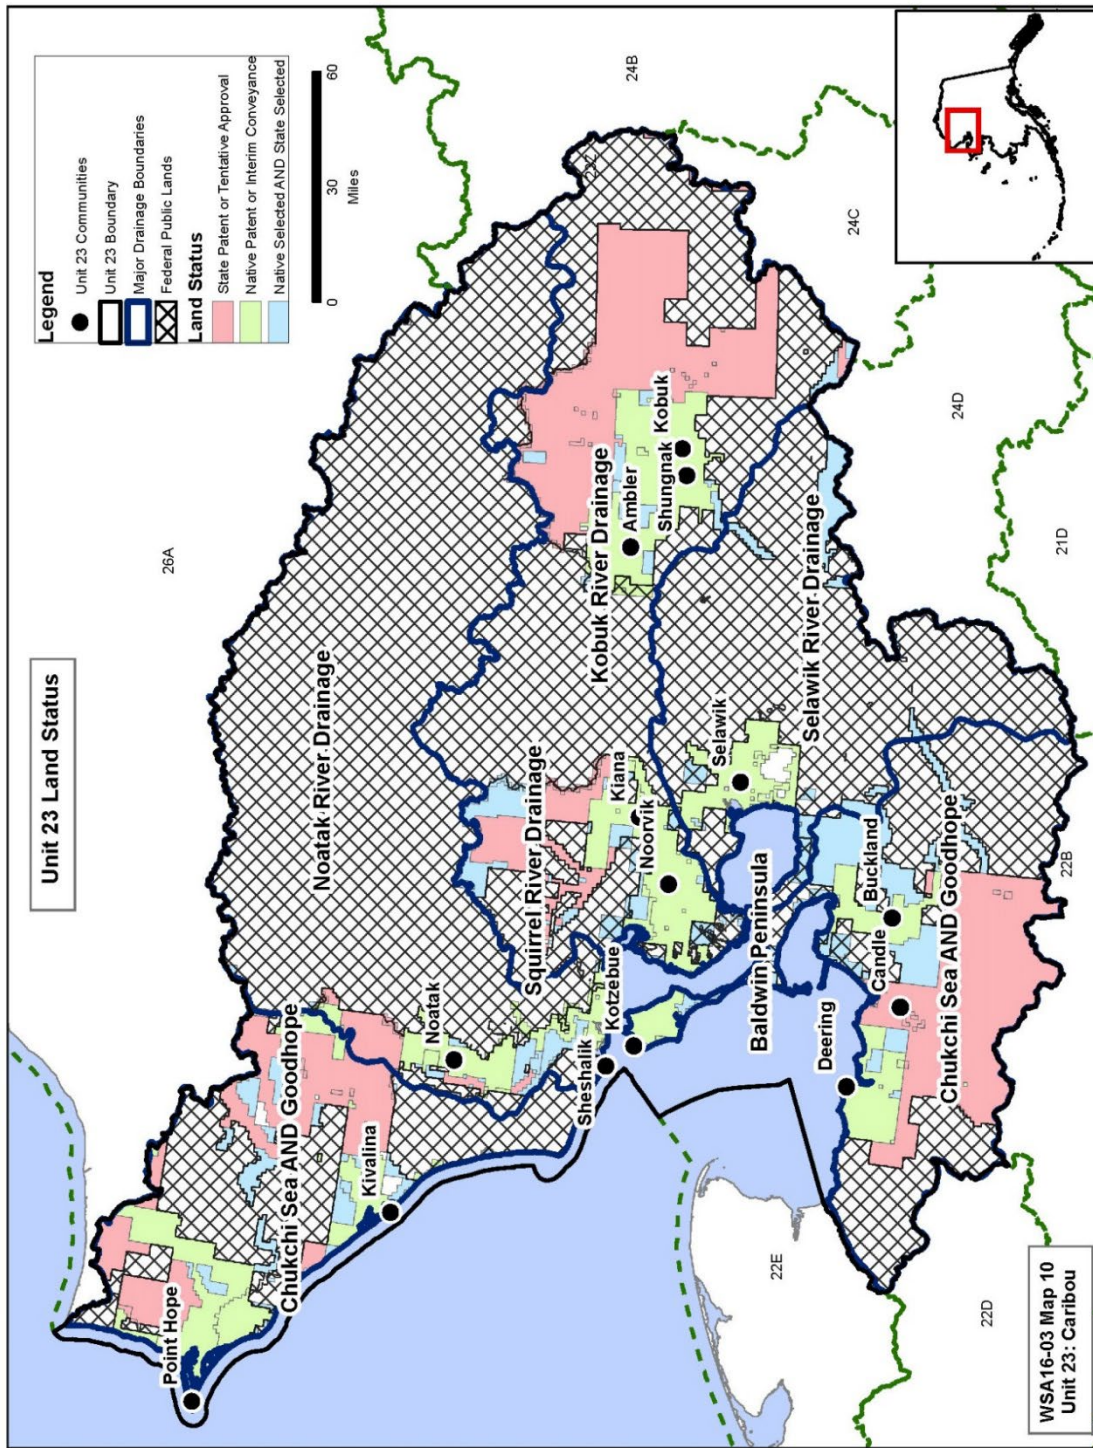 Unit 23 Land Status
Legend
Unit 23 Communities
Unit 23 Boundary
Major Drainage Boundaries
Federal Public Lands
Land Status
State Patent or Tentative Approval
Native Patent or Interim Conveyance
Native Selected AND State Selected
0
30
60
Miles
26A
24B
23Z
24C
24D
21D
22B
22D
22E
Point Hope
Chukchi Sea AND Goodhope
Kivalina
Noatak
Noatak River Drainage
Squirrel River Drainage
Sheshalik
Kotzebue
Kiana
Noorvik
Kobuk River Drainage
Ambler
Shungnak
Kobuk
Selawik
Selawik River Drainage
Baldwin Peninsula
Deering
Candle
Buckland
Chukchi Sea AND Goodhope
WSA16-03 Map 10
Unit 23: Caribou